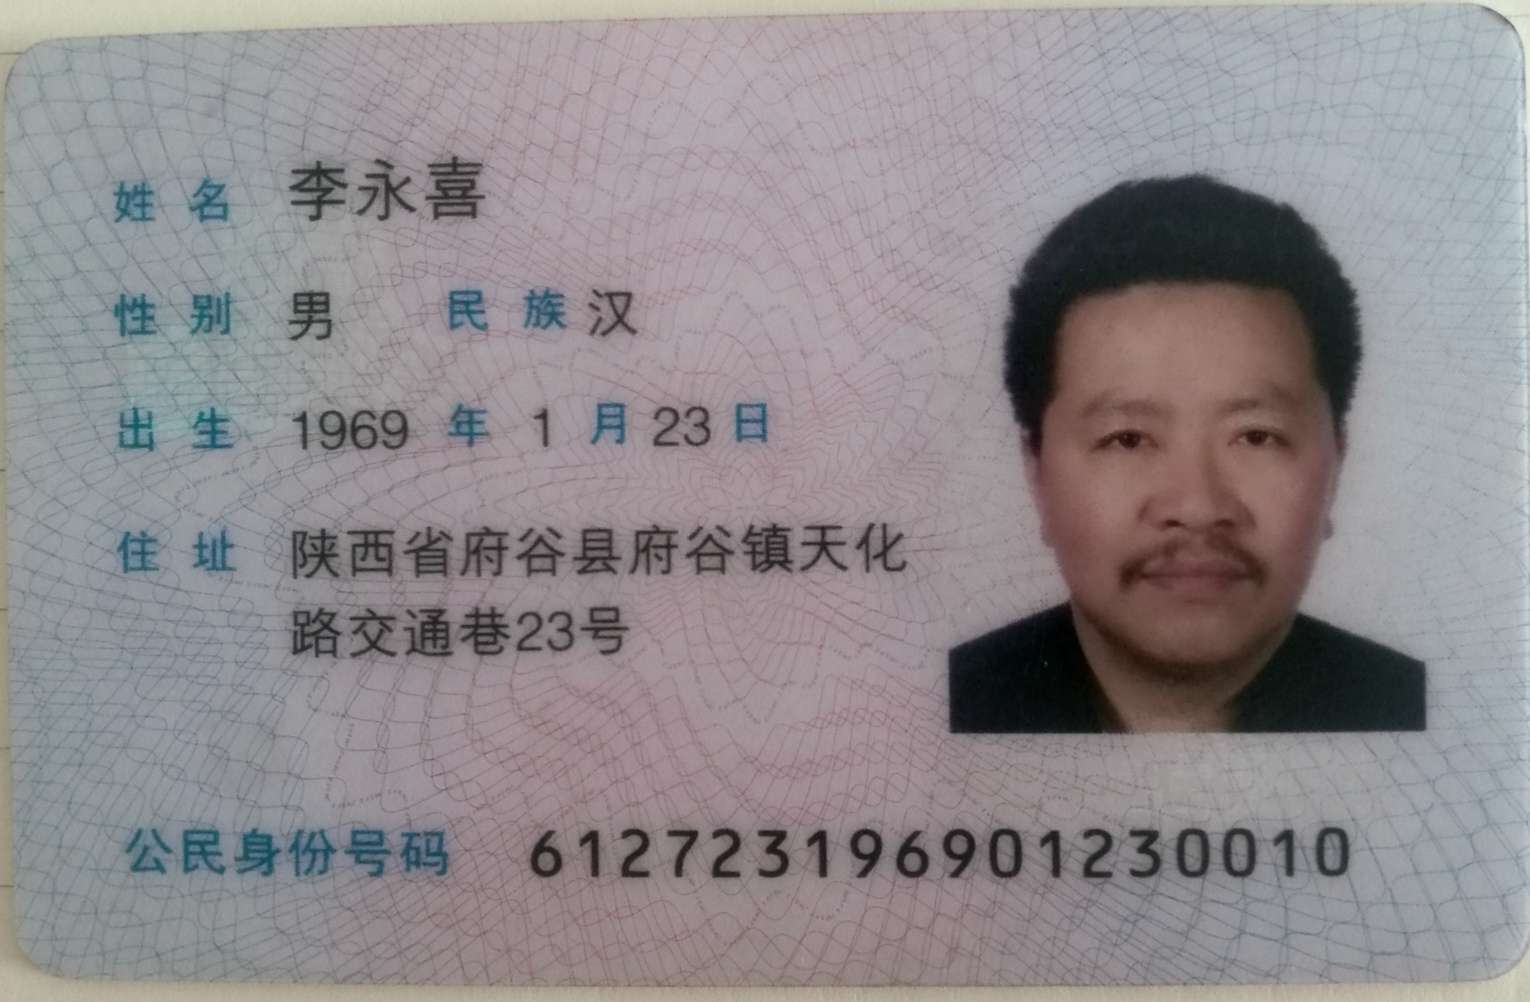 姓名 李永喜
性别 男 民族 汉
出生 1969 年 1 月 23 日
住址 陕西省府谷县府谷镇天化
路交通巷23号
公民身份号码 612723196901230010